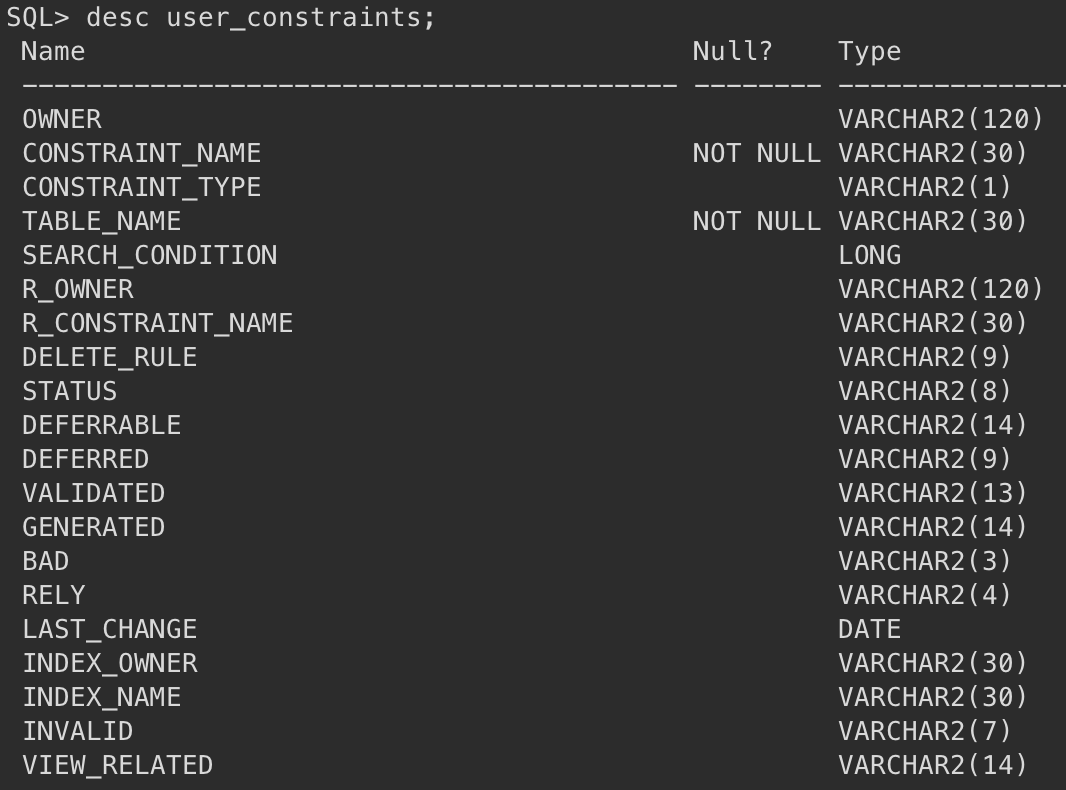 SQL> desc user_constraints;
Name Null? Type
----------------------------------------- -------- ---------------
OWNER VARCHAR2(120)
CONSTRAINT_NAME NOT NULL VARCHAR2(30)
CONSTRAINT_TYPE VARCHAR2(1)
TABLE_NAME NOT NULL VARCHAR2(30)
SEARCH_CONDITION LONG
R_OWNER VARCHAR2(120)
R_CONSTRAINT_NAME VARCHAR2(30)
DELETE_RULE VARCHAR2(9)
STATUS VARCHAR2(8)
DEFERRABLE VARCHAR2(14)
DEFERRED VARCHAR2(9)
VALIDATED VARCHAR2(13)
GENERATED VARCHAR2(14)
BAD VARCHAR2(3)
RELY VARCHAR2(4)
LAST_CHANGE DATE
INDEX_OWNER VARCHAR2(30)
INDEX_NAME VARCHAR2(30)
INVALID VARCHAR2(7)
VIEW_RELATED VARCHAR2(14)